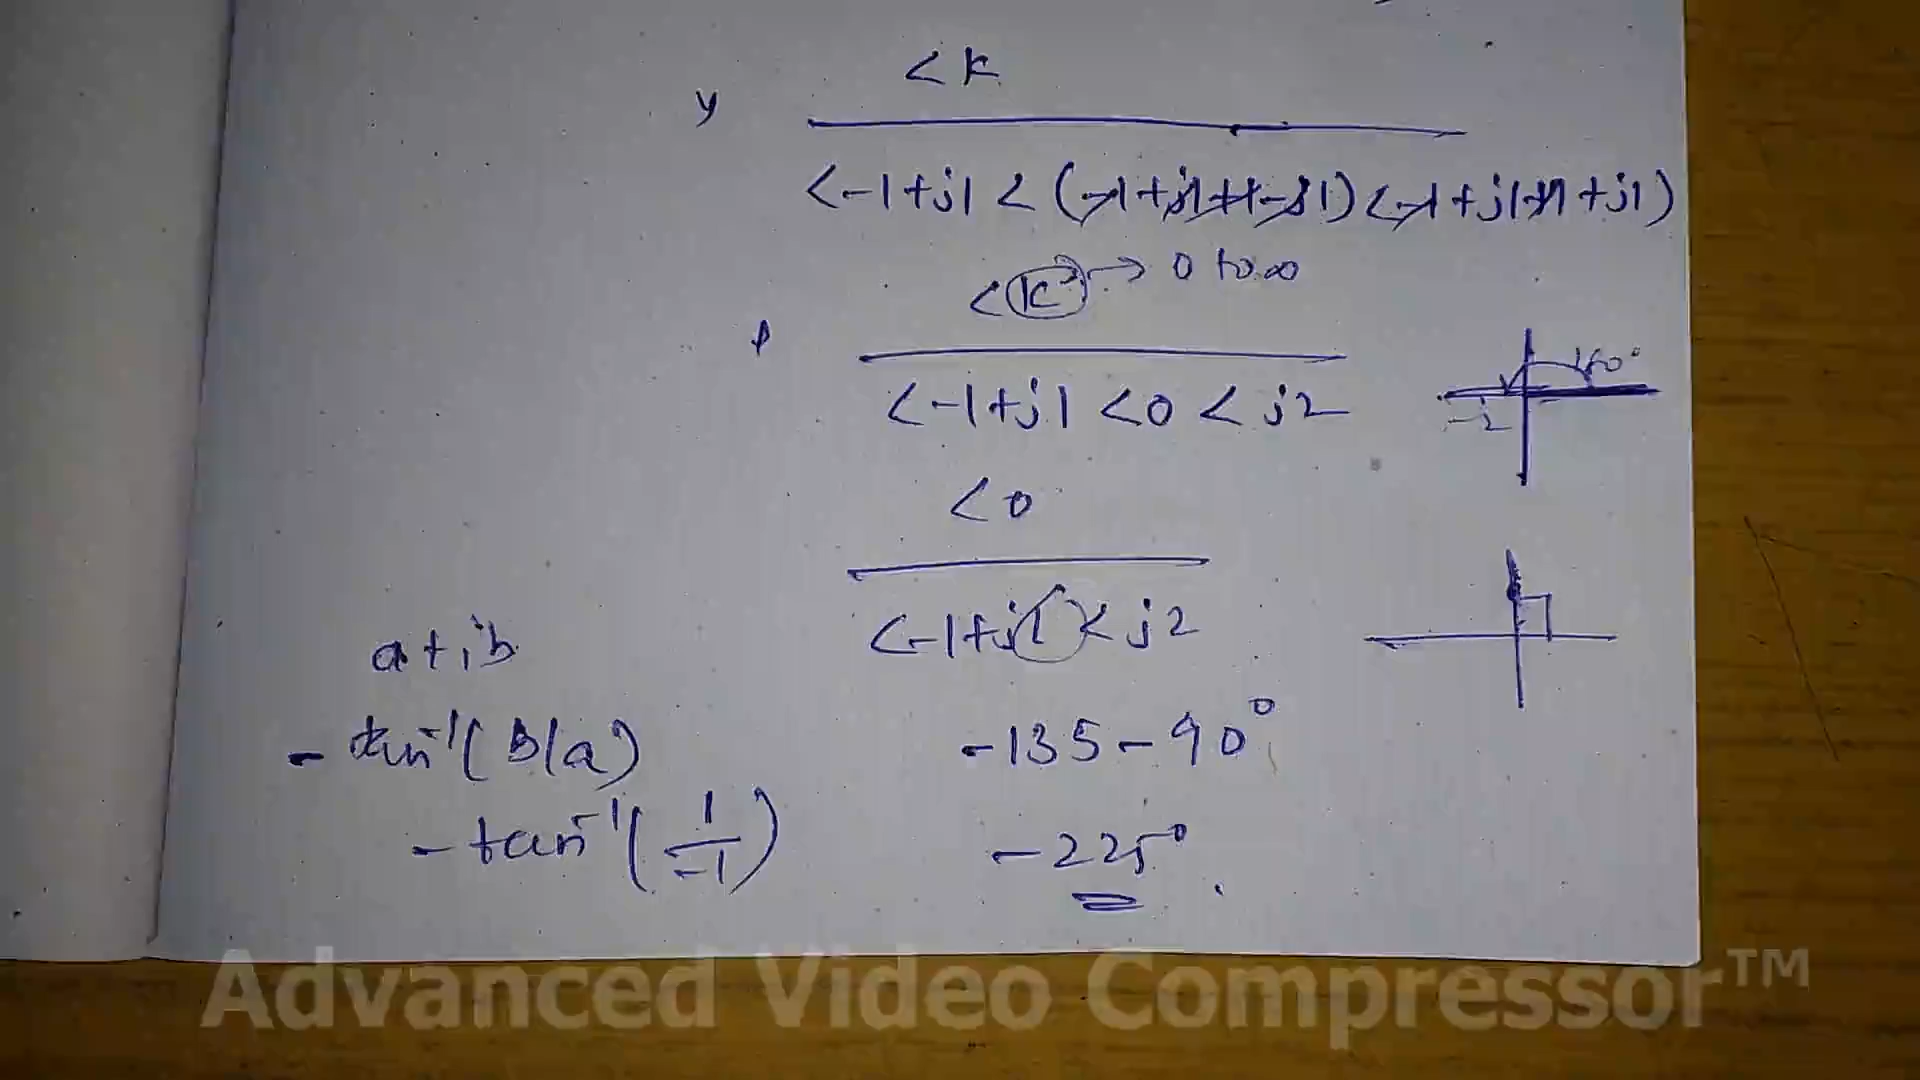 <K
y
<-1+j1 < (-1+j1+1-j1) <-1+j1+1+j1)
<K → 0 to ∞
<-1+j1 <0 < j2
180°
-2
<0
<-1+j1 < j2
a+ib
-tan⁻¹(b/a)
-135-90°
-tan⁻¹(1/-1)
-225°
Advanced Video Compressor™